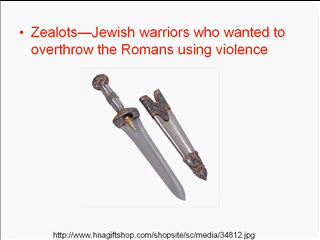 • Zealots—Jewish warriors who wanted to
overthrow the Romans using violence
http://www.hnagiftshop.com/shopsite/sc/media/34812.jpg